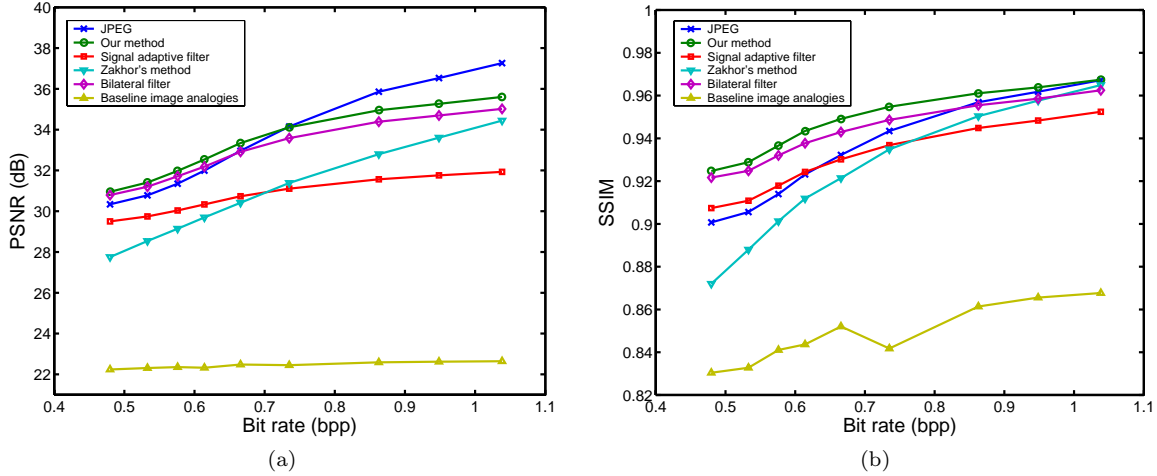 40
38
36
34
32
30
28
26
24
22
PSNR (dB)
JPEG
Our method
Signal adaptive filter
Zakhor's method
Bilateral filter
Baseline image analogies
0.4 0.5 0.6 0.7 0.8 0.9 1 1.1
Bit rate (bpp)
(a)
1
0.98
0.96
0.94
0.92
0.9
0.88
0.86
0.84
0.82
SSIM
JPEG
Our method
Signal adaptive filter
Zakhor's method
Bilateral filter
Baseline image analogies
0.4 0.5 0.6 0.7 0.8 0.9 1 1.1
Bit rate (bpp)
(b)